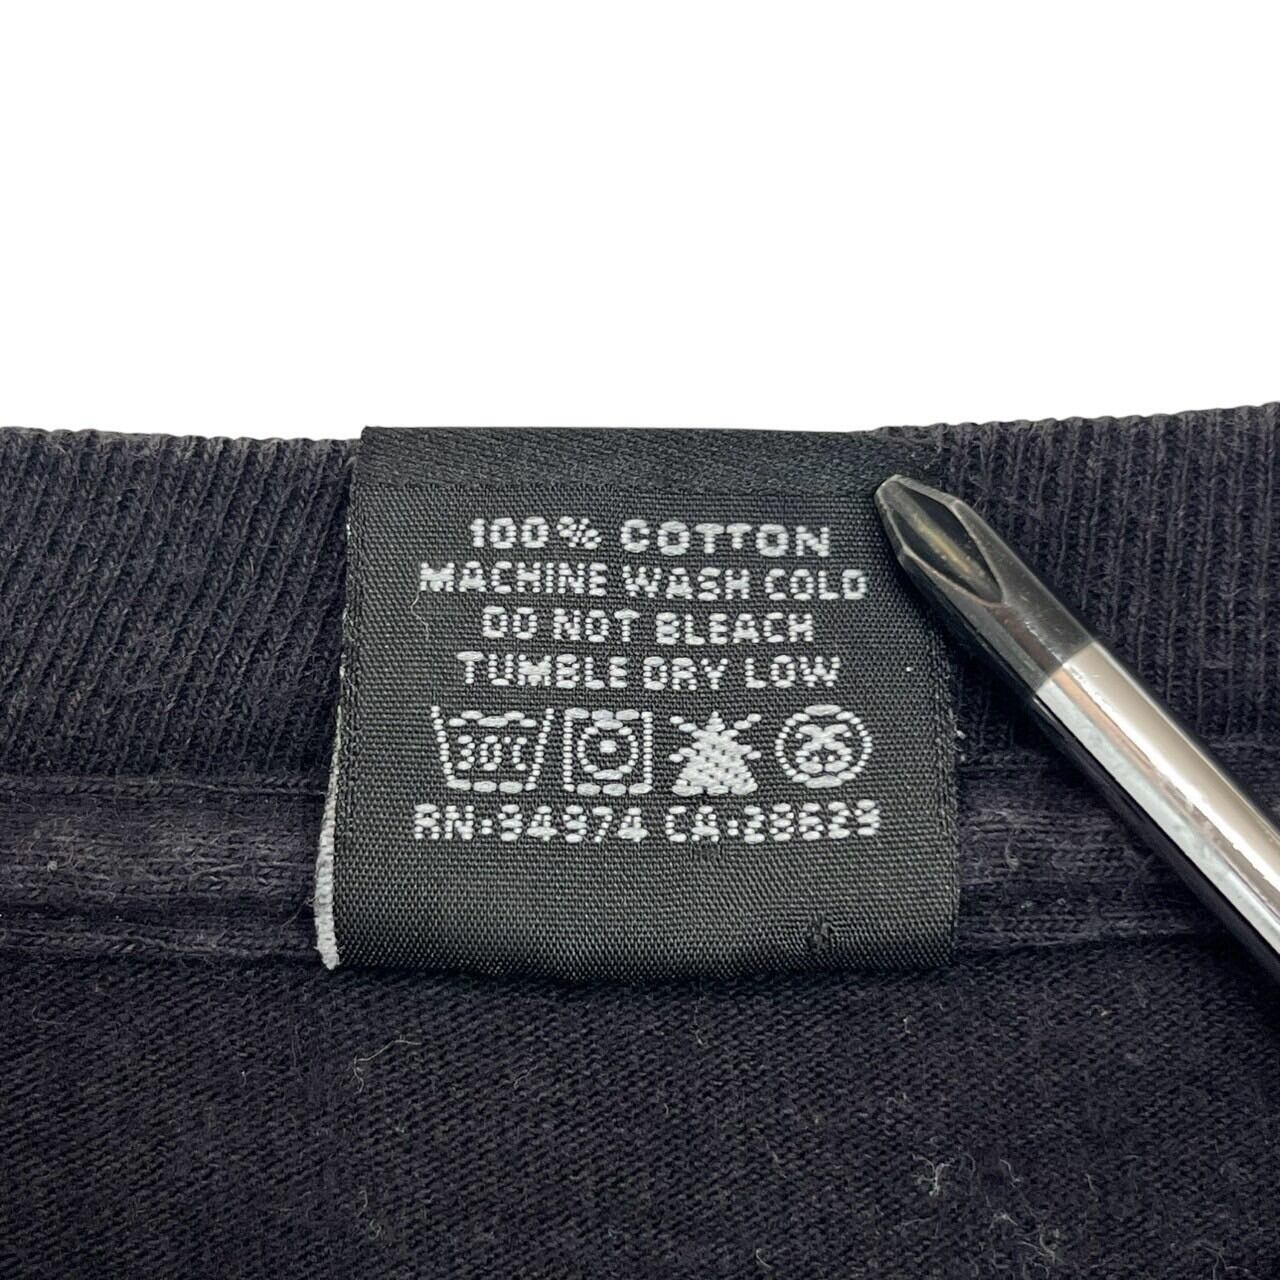 100% COTTON
MACHINE WASH COLD
DO NOT BLEACH
TUMBLE DRY LOW
30°C
RN:94974 CA:28629